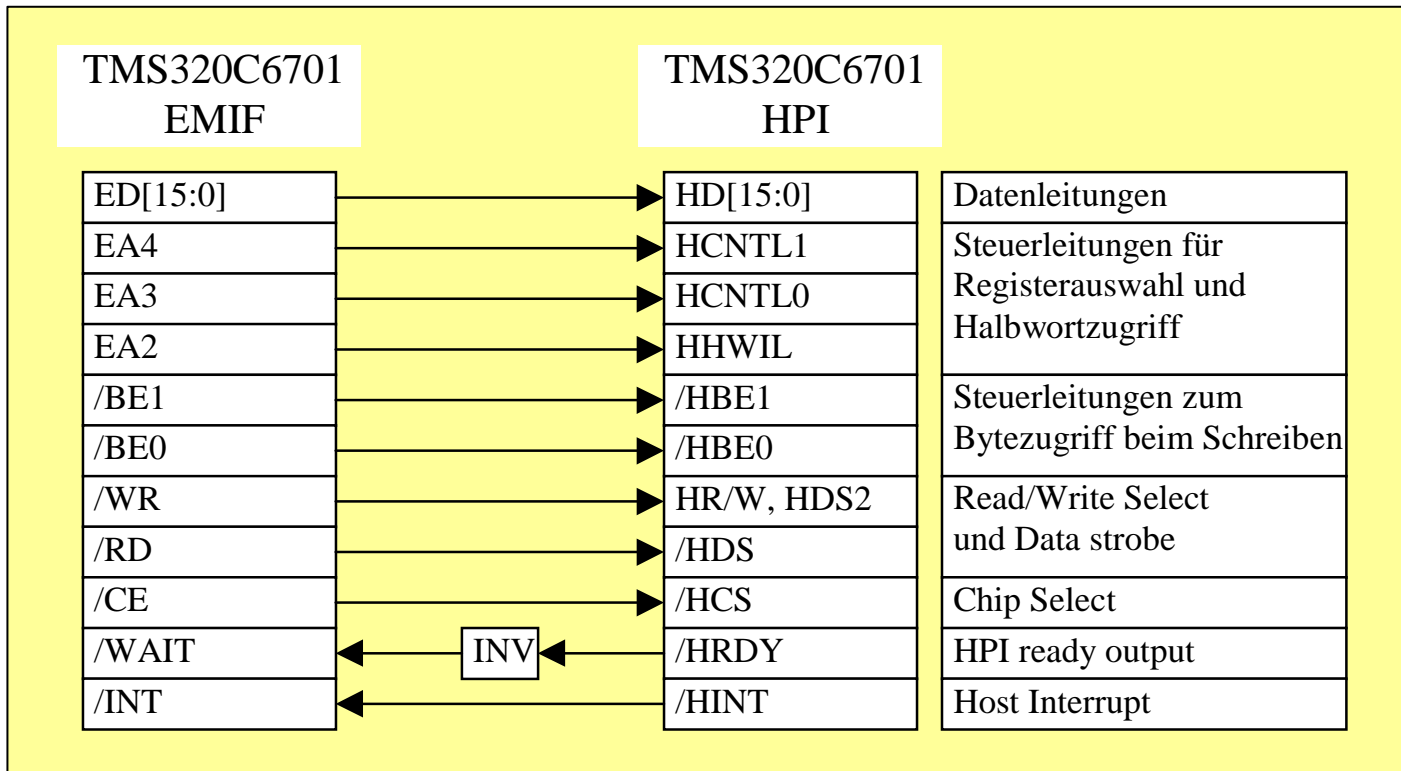 TMS320C6701
EMIF
TMS320C6701
HPI
ED[15:0]
HD[15:0]
Datenleitungen
EA4
HCNTL1
Steuerleitungen für
Registerauswahl und
Halbwortzugriff
EA3
HCNTL0
EA2
HHWIL
/BE1
/HBE1
Steuerleitungen zum
Bytezugriff beim Schreiben
/BE0
/HBE0
/WR
HR/W, HDS2
Read/Write Select
und Data strobe
/RD
/HDS
/CE
/HCS
Chip Select
/WAIT
INV
/HRDY
HPI ready output
/INT
/HINT
Host Interrupt